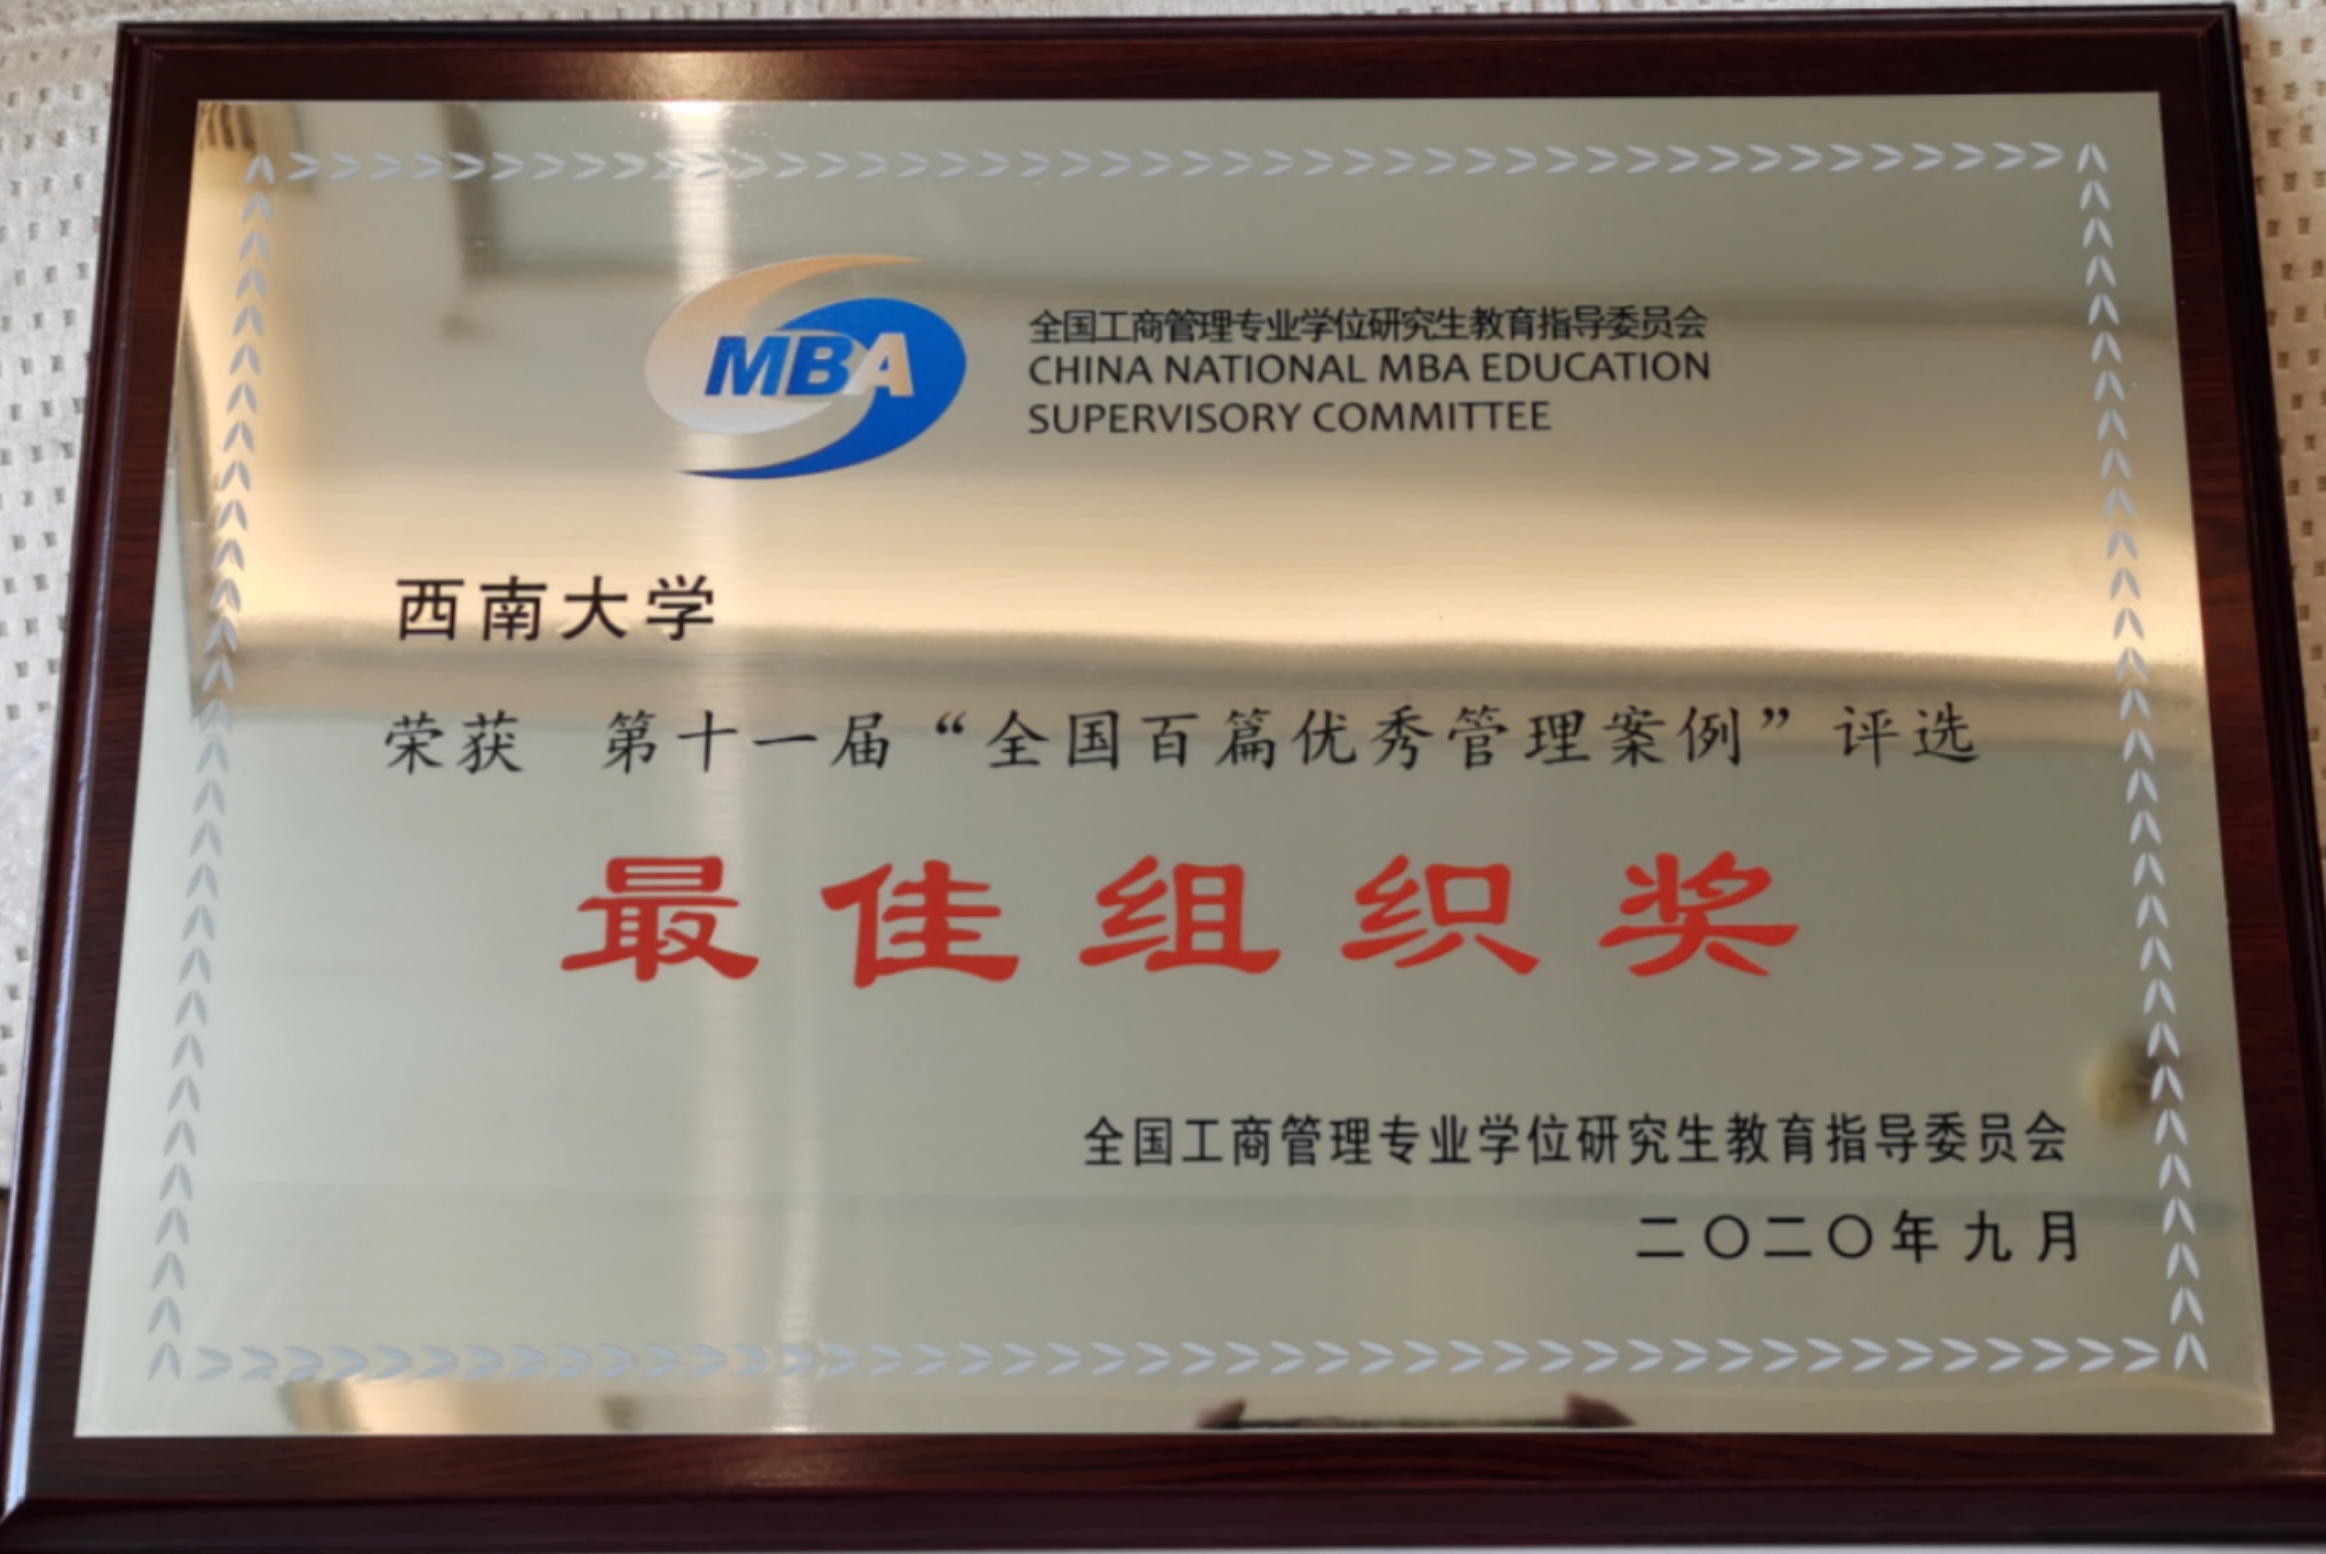 MBA
全国工商管理专业学位研究生教育指导委员会
CHINA NATIONAL MBA EDUCATION
SUPERVISORY COMMITTEE
西南大学
荣获 第十一届“全国百篇优秀管理案例”评选
最佳组织奖
全国工商管理专业学位研究生教育指导委员会
二〇二〇年九月